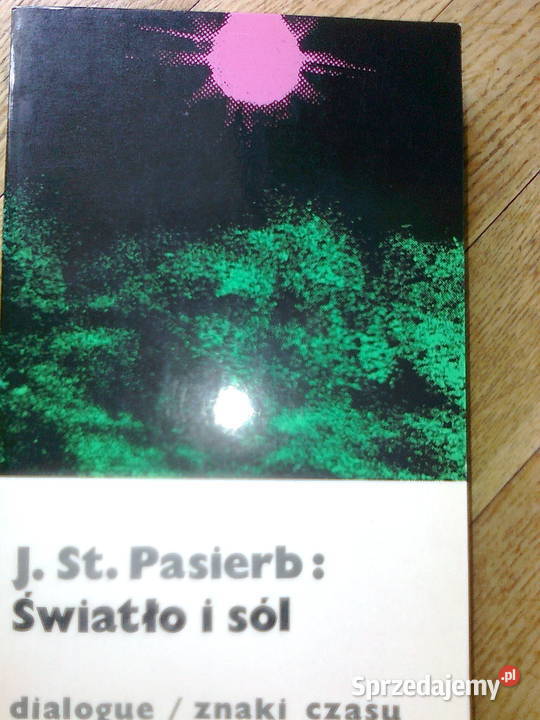 J. St. Pasierb:
Światło i sól
dialogue / znaki czasu
Sprzedajemy.pl